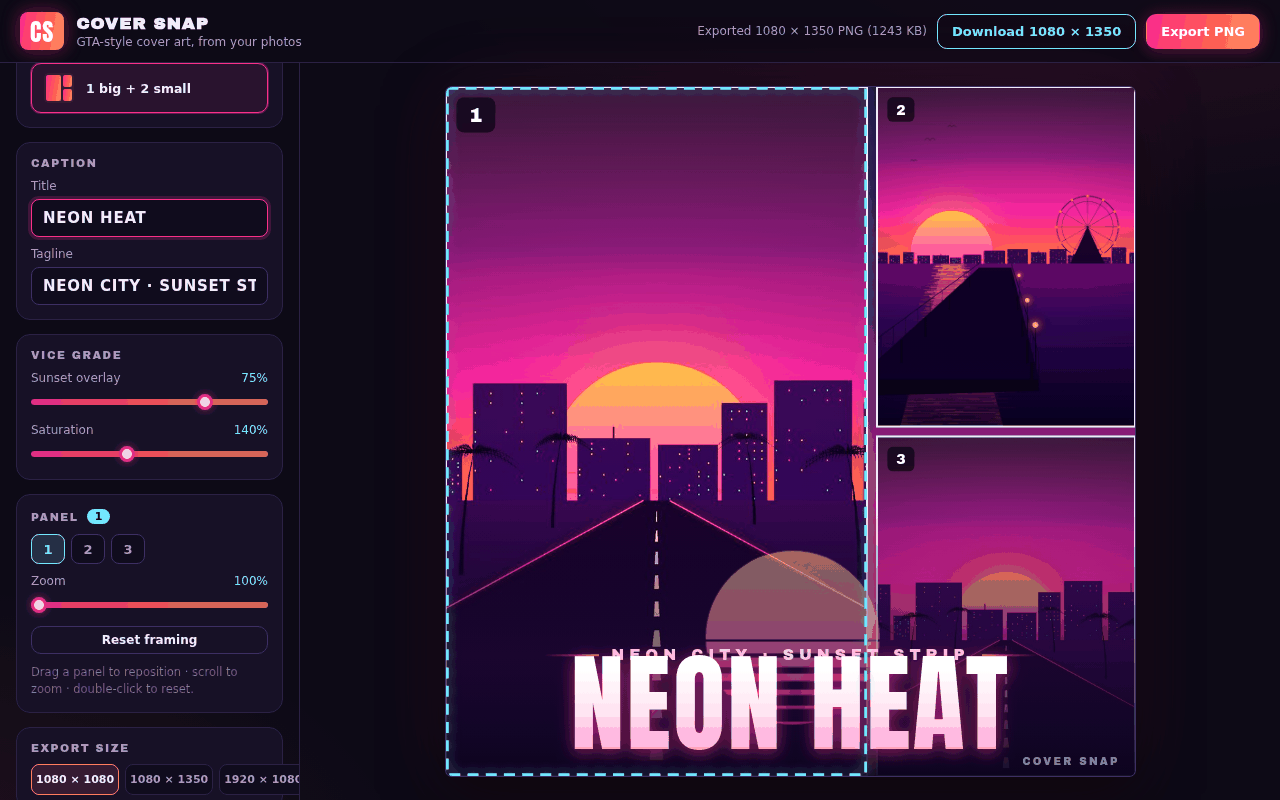 CS
COVER SNAP
GTA-style cover art, from your photos
Exported 1080 × 1350 PNG (1243 KB)
Download 1080 × 1350
Export PNG
1 big + 2 small
CAPTION
Title
NEON HEAT
Tagline
NEON CITY · SUNSET ST
VICE GRADE
Sunset overlay
75%
Saturation
140%
PANEL 1
1 2 3
Zoom
100%
Reset framing
Drag a panel to reposition · scroll to
zoom · double-click to reset.
EXPORT SIZE
1080 × 1080
1080 × 1350
1920 × 1080
1
2
3
NEON CITY · SUNSET STRIP
NEON HEAT
COVER SNAP